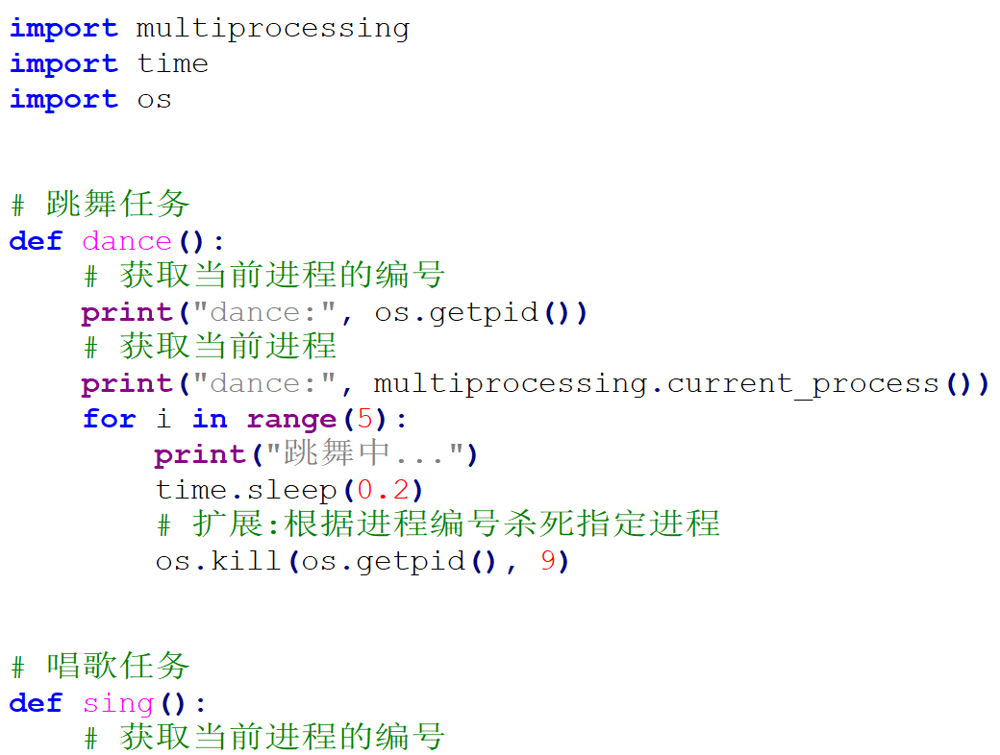 import multiprocessing
import time
import os
# 跳舞任务
def dance():
    # 获取当前进程的编号
    print("dance:", os.getpid())
    # 获取当前进程
    print("dance:", multiprocessing.current_process())
    for i in range(5):
        print("跳舞中...")
        time.sleep(0.2)
        # 扩展:根据进程编号杀死指定进程
        os.kill(os.getpid(), 9)
# 唱歌任务
def sing():
    # 获取当前进程的编号